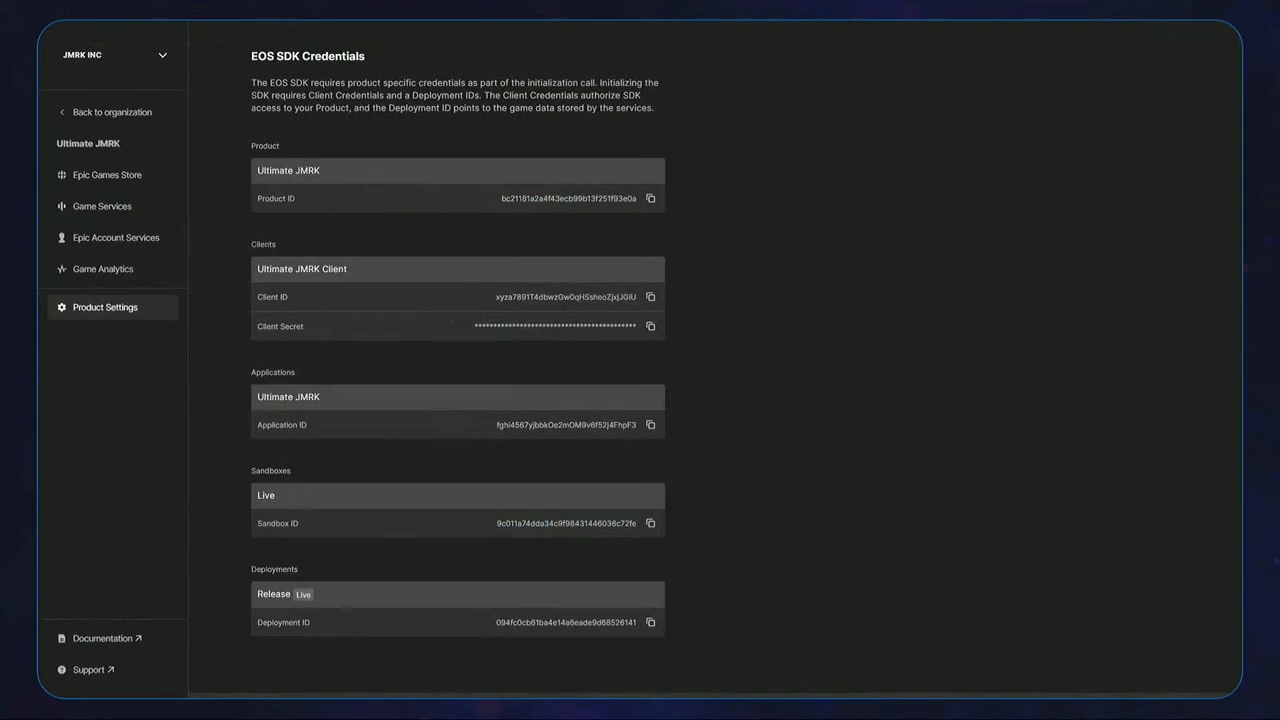 JMRK INC
Back to organization
Ultimate JMRK
Epic Games Store
Game Services
Epic Account Services
Game Analytics
Product Settings
Documentation
Support
EOS SDK Credentials
The EOS SDK requires product specific credentials as part of the initialization call. Initializing the
SDK requires Client Credentials and a Deployment IDs. The Client Credentials authorize SDK
access to your Product, and the Deployment ID points to the game data stored by the services.
Product
Ultimate JMRK
Product ID bc21181a2a4f43ecb99b13f251f93e0a
Clients
Ultimate JMRK Client
Client ID
Client Secret
Applications
Ultimate JMRK
Application ID fghi4567yjbbkOe2mOM9v6f52j4FhpF3
Sandboxes
Live
Sandbox ID 9c011a74dda34c9f98431446036c72fe
Deployments
Release Live
Deployment ID 094fc0cb61ba4e14a6eade9d68526141